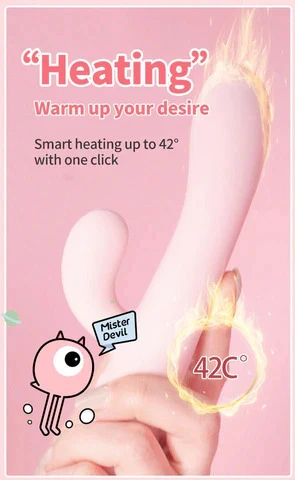 “Heating”
Warm up your desire
Smart heating up to 42°
with one click
Mister
Devil
42C°